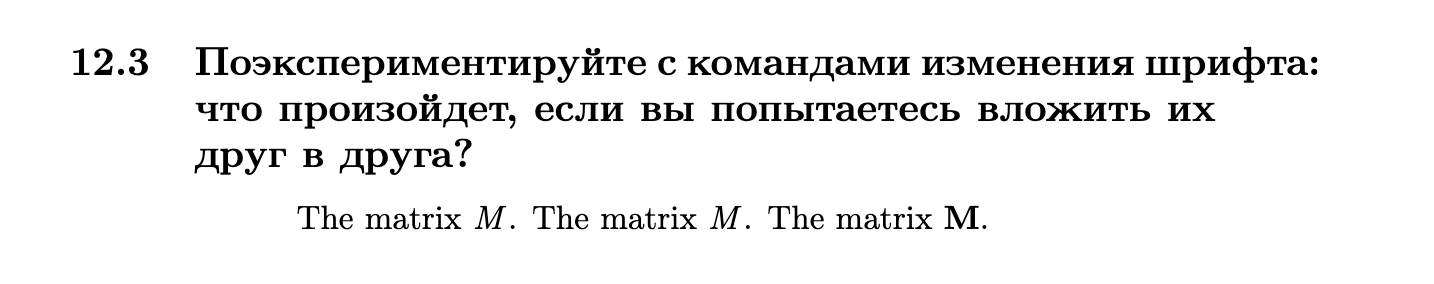 12.3 Поэкспериментируйте с командами изменения шрифта:
что произойдет, если вы попытаетесь вложить их
друг в друга?
The matrix M. The matrix M. The matrix M.